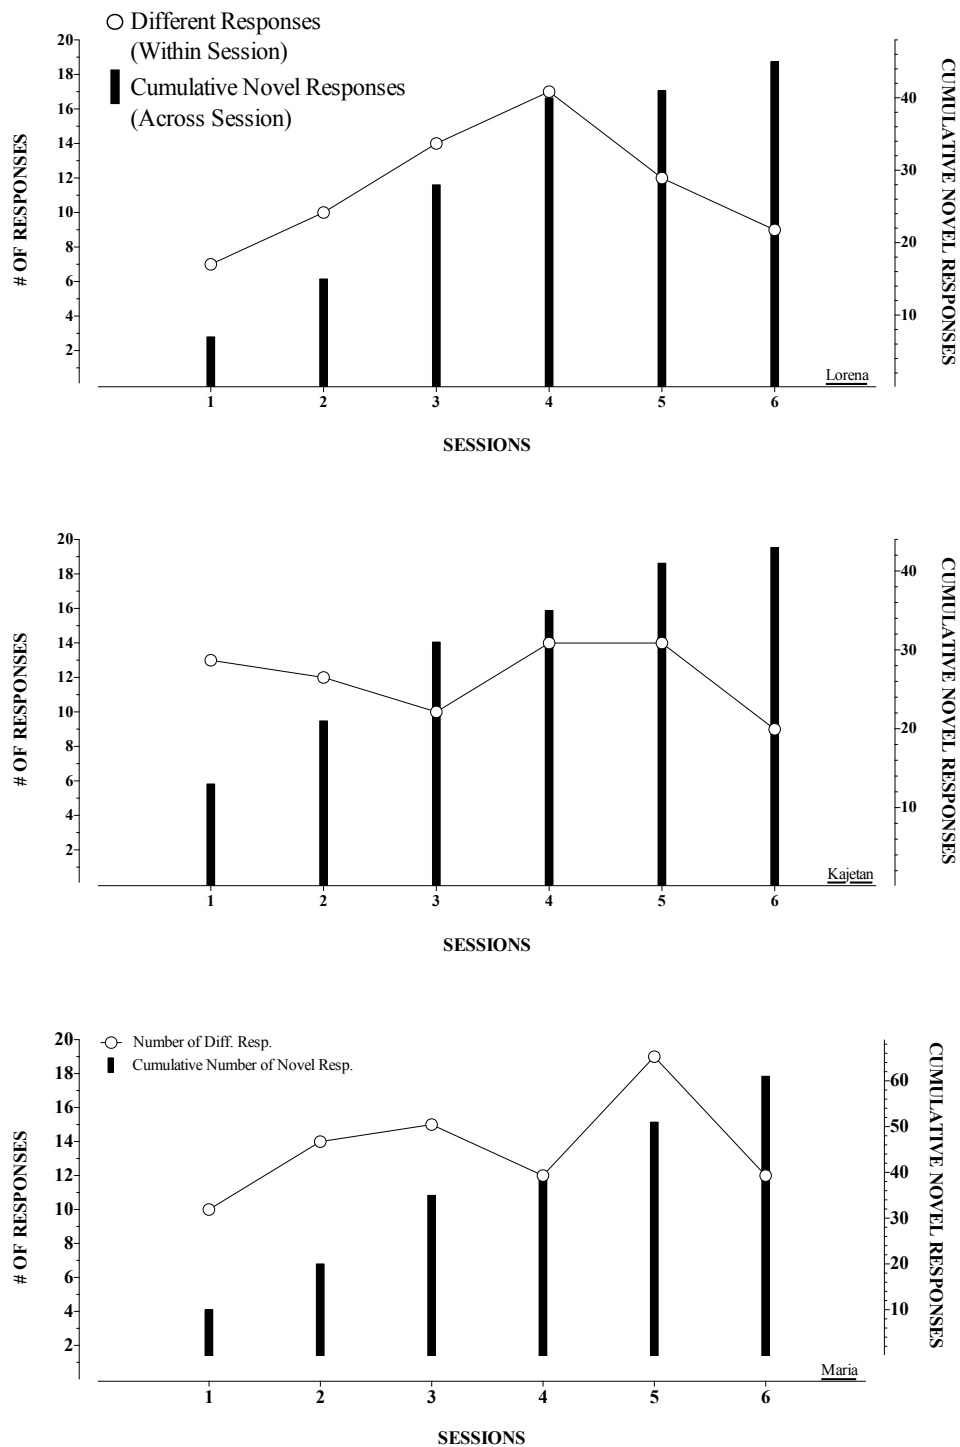 Different Responses
(Within Session)
Cumulative Novel Responses
(Across Session)
# OF RESPONSES
20
18
16
14
12
10
8
6
4
2
CUMULATIVE NOVEL RESPONSES
40
30
20
10
Lorena
1 2 3 4 5 6
SESSIONS
# OF RESPONSES
20
18
16
14
12
10
8
6
4
2
CUMULATIVE NOVEL RESPONSES
40
30
20
10
Kajetan
1 2 3 4 5 6
SESSIONS
Number of Diff. Resp.
Cumulative Number of Novel Resp.
# OF RESPONSES
20
18
16
14
12
10
8
6
4
2
CUMULATIVE NOVEL RESPONSES
60
50
40
30
20
10
Maria
1 2 3 4 5 6
SESSIONS